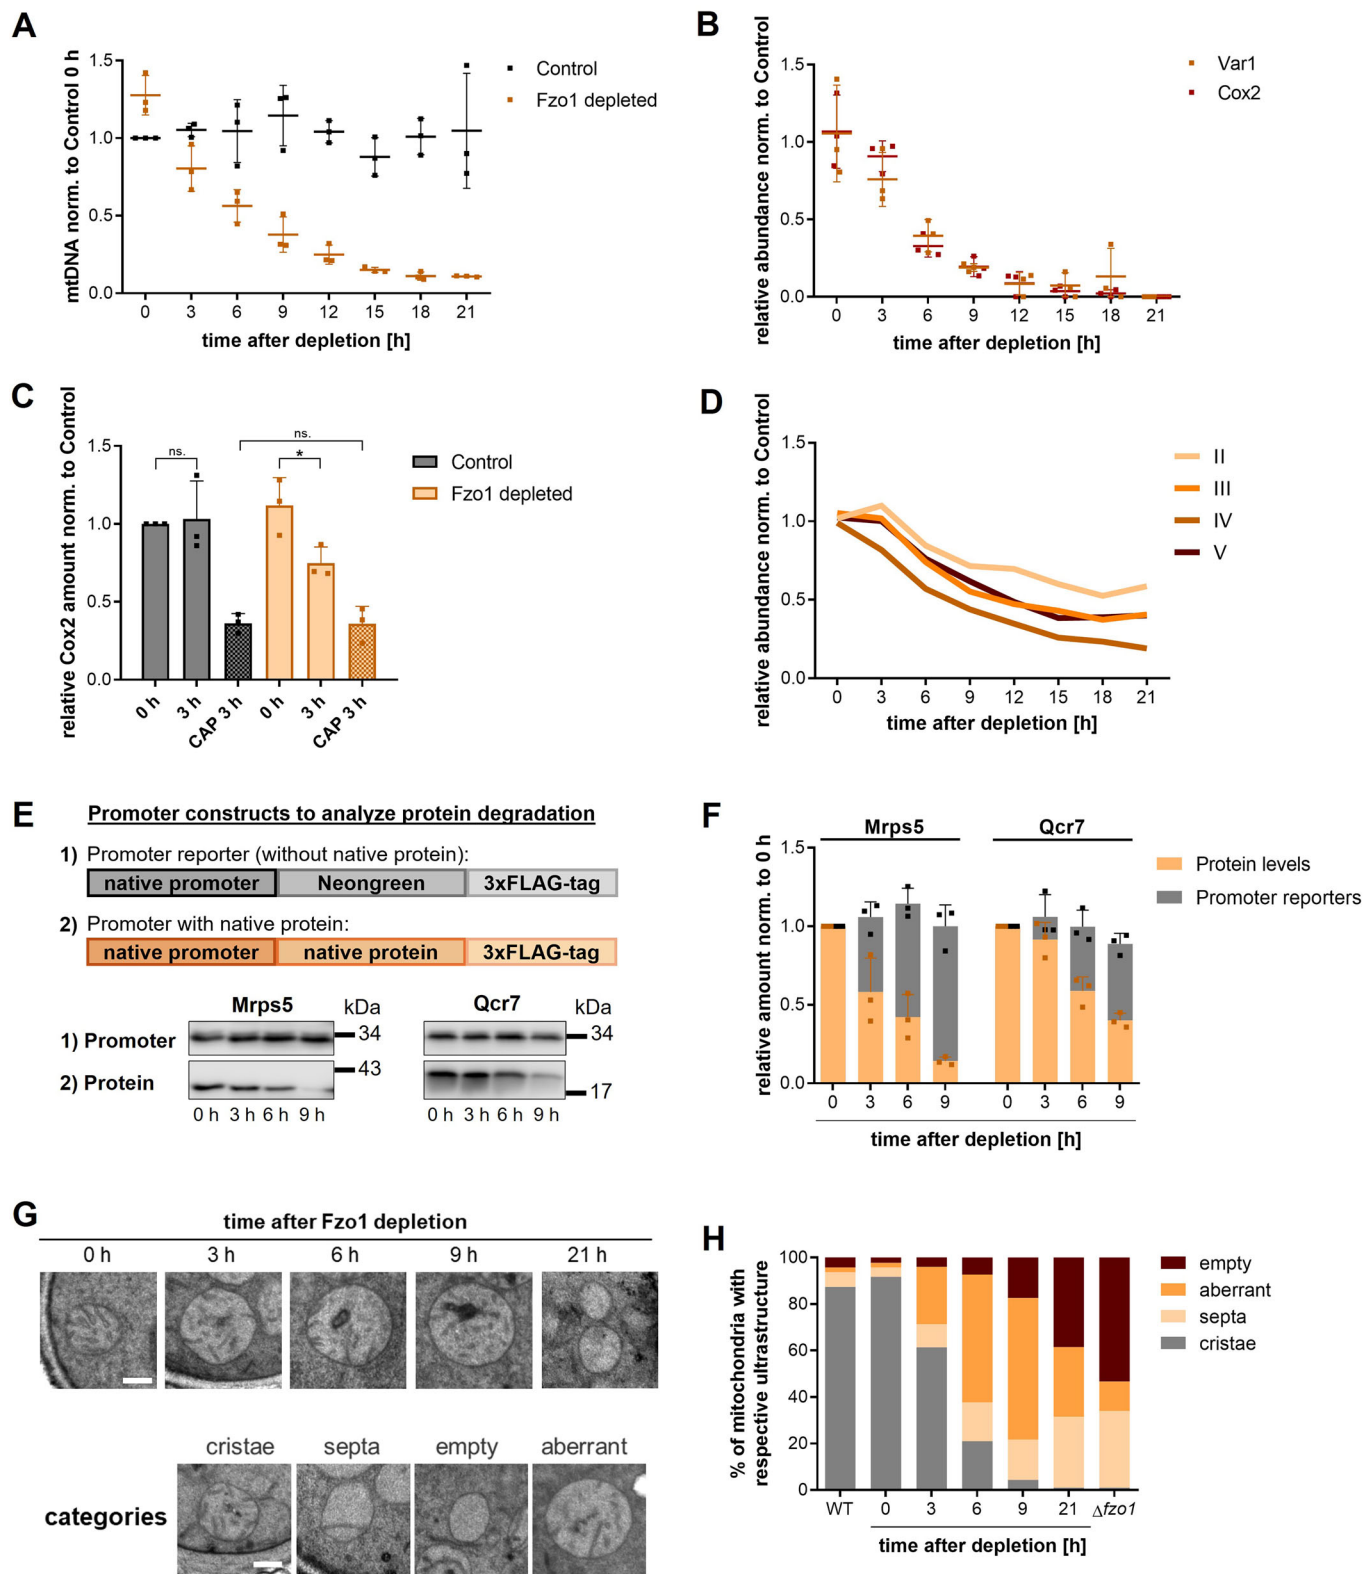 A
mtDNA norm. to Control 0 h
1.5
1.0
0.5
0.0
0 3 6 9 12 15 18 21
time after depletion [h]
Control
Fzo1 depleted
B
relative abundance norm. to Control
1.5
1.0
0.5
0.0
0 3 6 9 12 15 18 21
time after depletion [h]
Var1
Cox2
C
relative Cox2 amount norm. to Control
1.5
1.0
0.5
0.0
ns.
ns.
*
0 h 3 h CAP 3 h 0 h 3 h CAP 3 h
Control
Fzo1 depleted
D
relative abundance norm. to Control
1.5
1.0
0.5
0.0
0 3 6 9 12 15 18 21
time after depletion [h]
II
III
IV
V
E
Promoter constructs to analyze protein degradation
1) Promoter reporter (without native protein):
native promoter Neongreen 3xFLAG-tag
2) Promoter with native protein:
native promoter native protein 3xFLAG-tag
Mrps5 kDa Qcr7 kDa
1) Promoter 34 34
2) Protein 43 17
0 h 3 h 6 h 9 h 0 h 3 h 6 h 9 h
F
relative amount norm. to 0 h
Mrps5 Qcr7
1.5
1.0
0.5
0.0
0 3 6 9 0 3 6 9
time after depletion [h]
Protein levels
Promoter reporters
G
time after Fzo1 depletion
0 h 3 h 6 h 9 h 21 h
cristae septa empty aberrant
categories
H
% of mitochondria with
respective ultrastructure
100
80
60
40
20
0
WT 0 3 6 9 21 Δfzo1
time after depletion [h]
empty
aberrant
septa
cristae